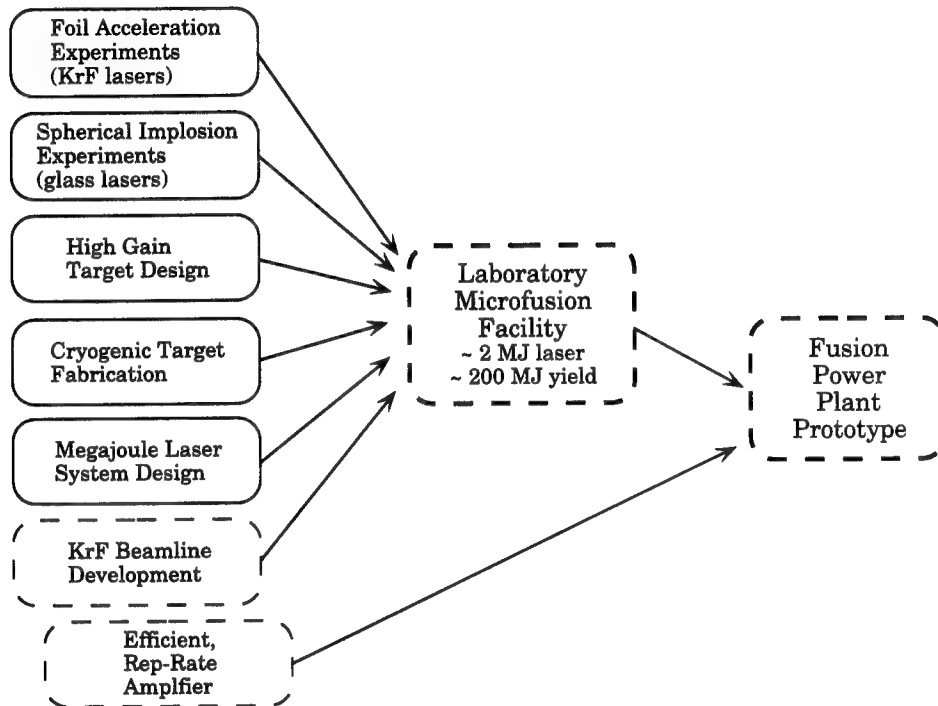 Foil Acceleration
Experiments
(KrF lasers)
Spherical Implosion
Experiments
(glass lasers)
High Gain
Target Design
Cryogenic Target
Fabrication
Megajoule Laser
System Design
KrF Beamline
Development
Efficient,
Rep-Rate
Amplfier
Laboratory
Microfusion
Facility
~ 2 MJ laser
~ 200 MJ yield
Fusion
Power
Plant
Prototype